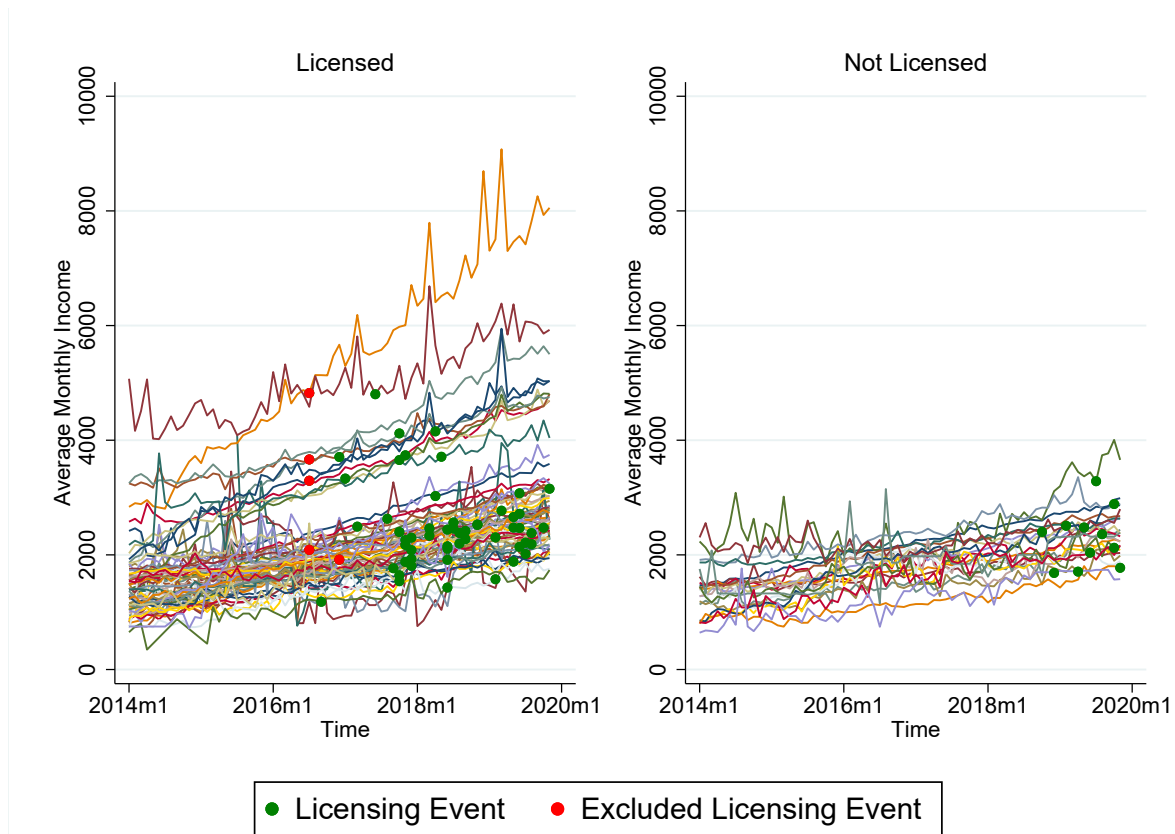 Licensed
Average Monthly Income
10000
8000
6000
4000
2000
0
2014m1 2016m1 2018m1 2020m1
Time
Not Licensed
Average Monthly Income
10000
8000
6000
4000
2000
0
2014m1 2016m1 2018m1 2020m1
Time
Licensing Event Excluded Licensing Event